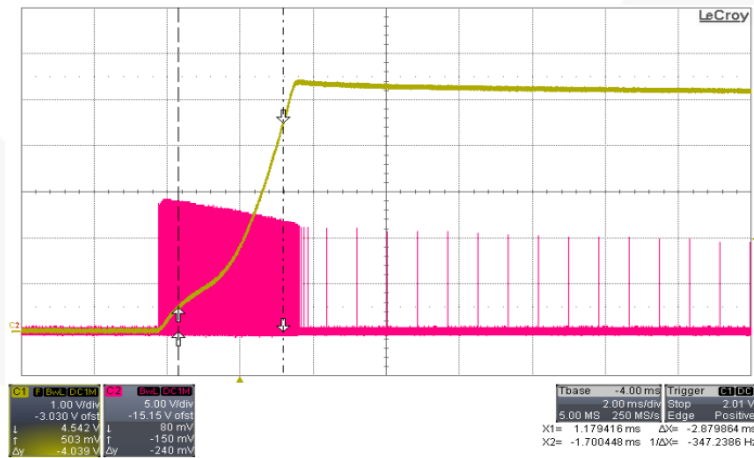 LeCroy
C2
C1 F BwL DC1M
1.00 V/div
-3.030 V ofst
↓ 4.542 V
↑ 503 mV
Δy -4.039 V
C2 BwL DC1M
5.00 V/div
-15.15 V ofst
↓ 80 mV
↑ -150 mV
Δy -240 mV
Tbase -4.00 ms
2.00 ms/div
5.00 MS 250 MS/s
Trigger C1 DC
Stop 2.01 V
Edge Positive
X1= 1.179416 ms ΔX= -2.879864 ms
X2= -1.700448 ms 1/ΔX= -347.2386 Hz